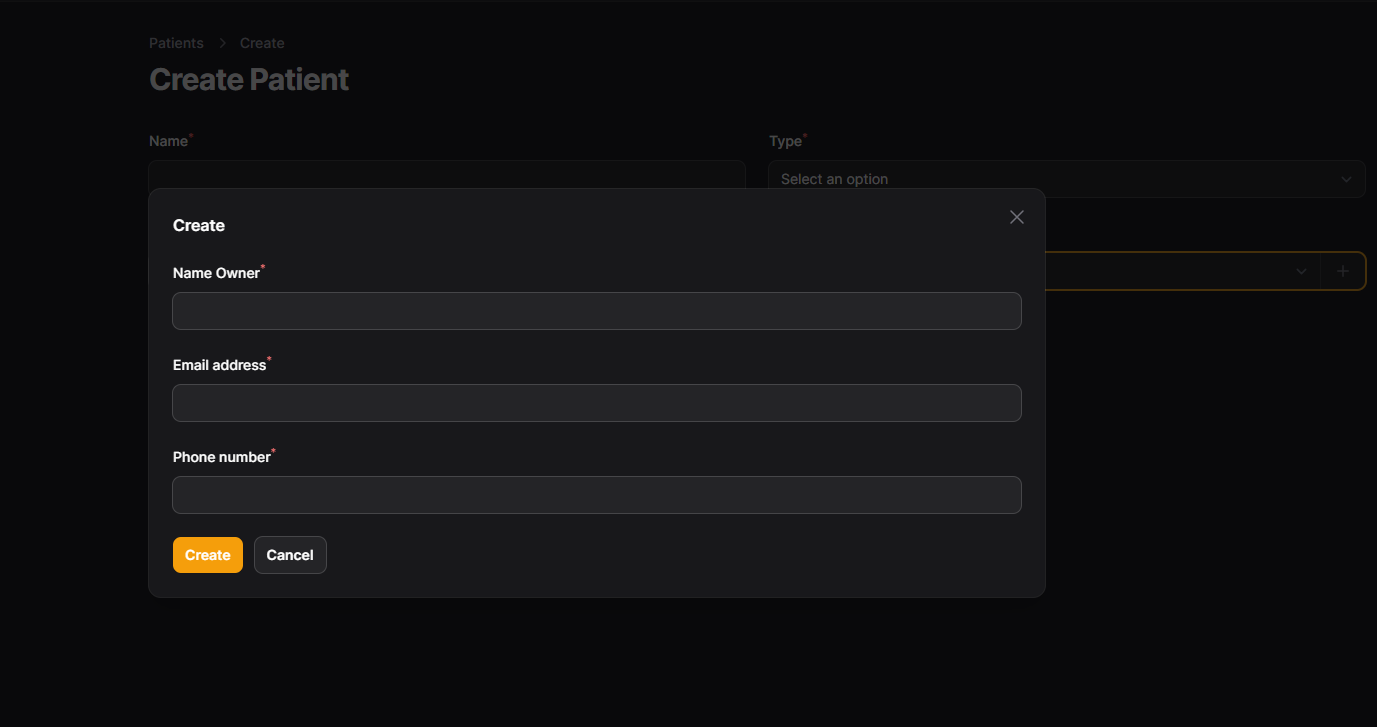 Patients > Create
Create Patient
Name*
Type*
Select an option
Create
Name Owner*
Email address*
Phone number*
Create
Cancel